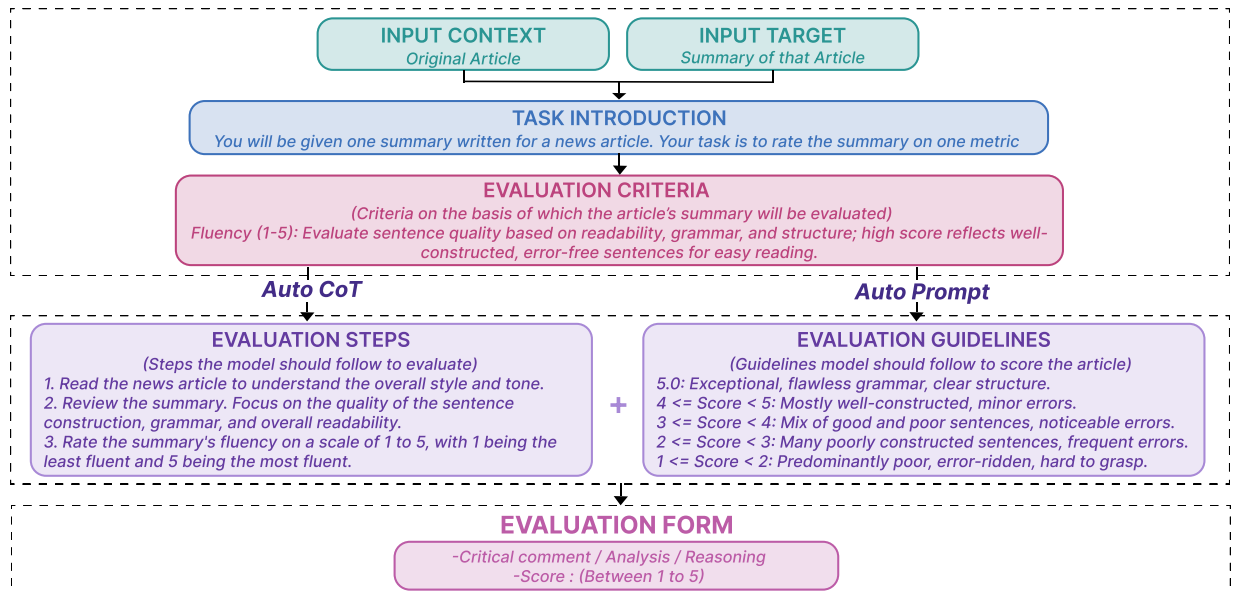 INPUT CONTEXT
Original Article
INPUT TARGET
Summary of that Article
TASK INTRODUCTION
You will be given one summary written for a news article. Your task is to rate the summary on one metric
EVALUATION CRITERIA
(Criteria on the basis of which the article's summary will be evaluated)
Fluency (1-5): Evaluate sentence quality based on readability, grammar, and structure; high score reflects well-
constructed, error-free sentences for easy reading.
Auto CoT
Auto Prompt
EVALUATION STEPS
(Steps the model should follow to evaluate)
1. Read the news article to understand the overall style and tone.
2. Review the summary. Focus on the quality of the sentence
construction, grammar, and overall readability.
3. Rate the summary's fluency on a scale of 1 to 5, with 1 being the
least fluent and 5 being the most fluent.
+
EVALUATION GUIDELINES
(Guidelines model should follow to score the article)
5.0: Exceptional, flawless grammar, clear structure.
4 <= Score < 5: Mostly well-constructed, minor errors.
3 <= Score < 4: Mix of good and poor sentences, noticeable errors.
2 <= Score < 3: Many poorly constructed sentences, frequent errors.
1 <= Score < 2: Predominantly poor, error-ridden, hard to grasp.
EVALUATION FORM
-Critical comment / Analysis / Reasoning
-Score : (Between 1 to 5)